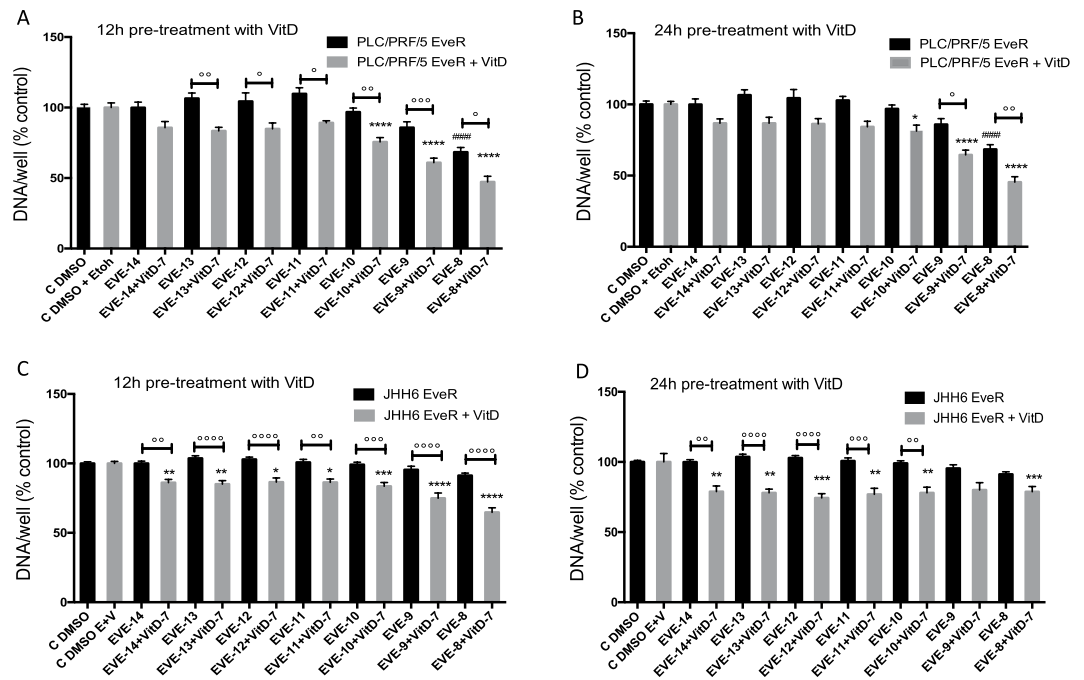 A
12h pre-treatment with VitD
PLC/PRF/5 EveR
PLC/PRF/5 EveR + VitD
DNA/well (% control)
150
100
50
0
°°
°
°
°°
°°°
°
****
****
####
****
C DMSO
C DMSO + Etoh
EVE-14
EVE-14+VitD-7
EVE-13
EVE-13+VitD-7
EVE-12
EVE-12+VitD-7
EVE-11
EVE-11+VitD-7
EVE-10
EVE-10+VitD-7
EVE-9
EVE-9+VitD-7
EVE-8
EVE-8+VitD-7
B
24h pre-treatment with VitD
PLC/PRF/5 EveR
PLC/PRF/5 EveR + VitD
DNA/well (% control)
150
100
50
0
°
°°
*
****
####
****
C DMSO
C DMSO + Etoh
EVE-14
EVE-14+VitD-7
EVE-13
EVE-13+VitD-7
EVE-12
EVE-12+VitD-7
EVE-11
EVE-11+VitD-7
EVE-10
EVE-10+VitD-7
EVE-9
EVE-9+VitD-7
EVE-8
EVE-8+VitD-7
C
12h pre-treatment with VitD
JHH6 EveR
JHH6 EveR + VitD
DNA/well (% control)
150
100
50
0
°°
°°°°
°°°°
°°
°°°
°°°°
°°°°
**
**
*
*
***
****
****
C DMSO
C DMSO E+V
EVE-14
EVE-14+VitD-7
EVE-13
EVE-13+VitD-7
EVE-12
EVE-12+VitD-7
EVE-11
EVE-11+VitD-7
EVE-10
EVE-10+VitD-7
EVE-9
EVE-9+VitD-7
EVE-8
EVE-8+VitD-7
D
24h pre-treatment with VitD
JHH6 EveR
JHH6 EveR + VitD
DNA/well (% control)
150
100
50
0
°°
°°°°
°°°°
°°°
°°
**
**
***
**
**
***
C DMSO
C DMSO E+V
EVE-14
EVE-14+VitD-7
EVE-13
EVE-13+VitD-7
EVE-12
EVE-12+VitD-7
EVE-11
EVE-11+VitD-7
EVE-10
EVE-10+VitD-7
EVE-9
EVE-9+VitD-7
EVE-8
EVE-8+VitD-7